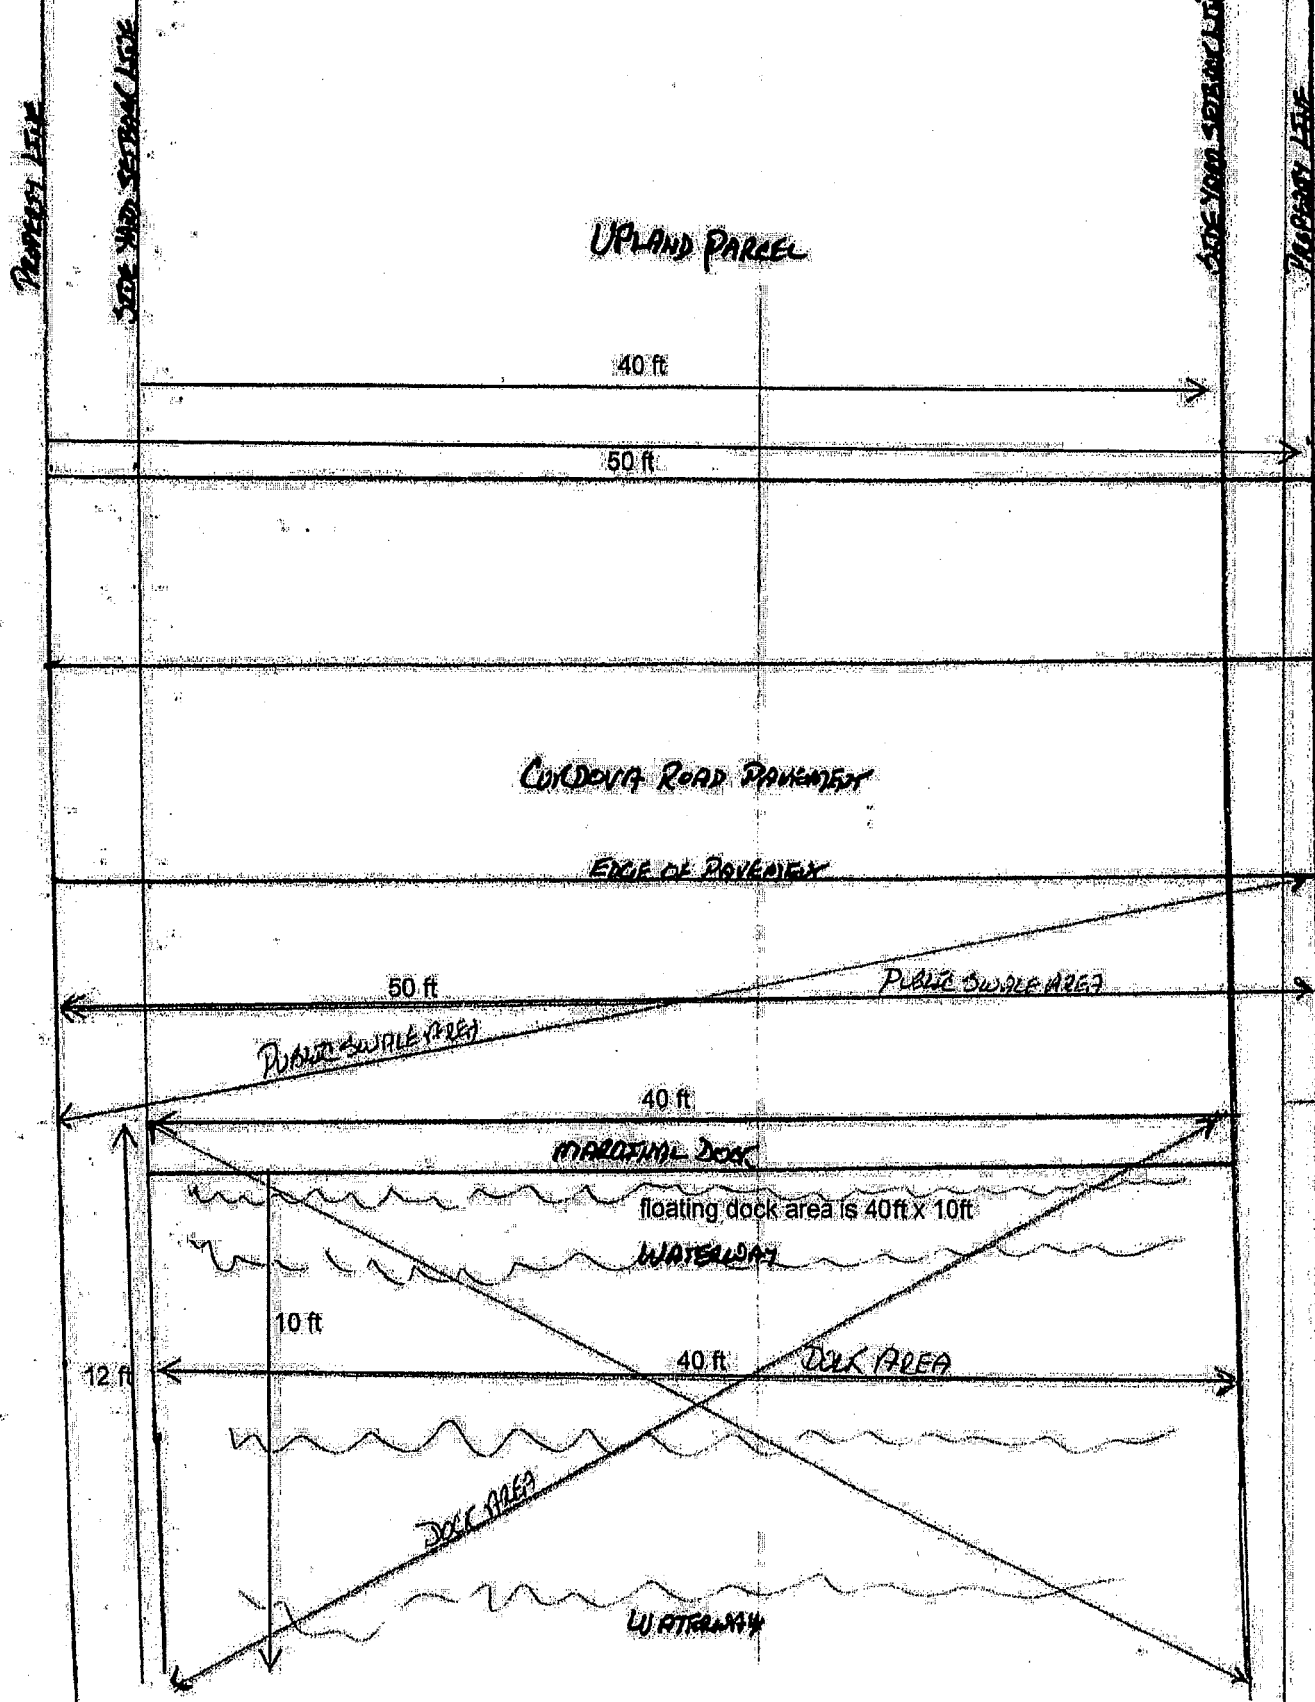 PROPERTY LINE
SIDE YARD SETBACK LINE
SIDE YARD SETBACK LINE
PROPERTY LINE
UPLAND PARCEL
40 ft
50 ft
CORDOVA ROAD PAVEMENT
EDGE OF PAVEMENT
50 ft
PUBLIC SWALE AREA
PUBLIC SWALE AREA
40 ft
MARGINAL DOCK
floating dock area is 40ft x 10ft
WATERWAY
10 ft
12 ft
40 ft
DOCK AREA
DOCK AREA
WATERWAY